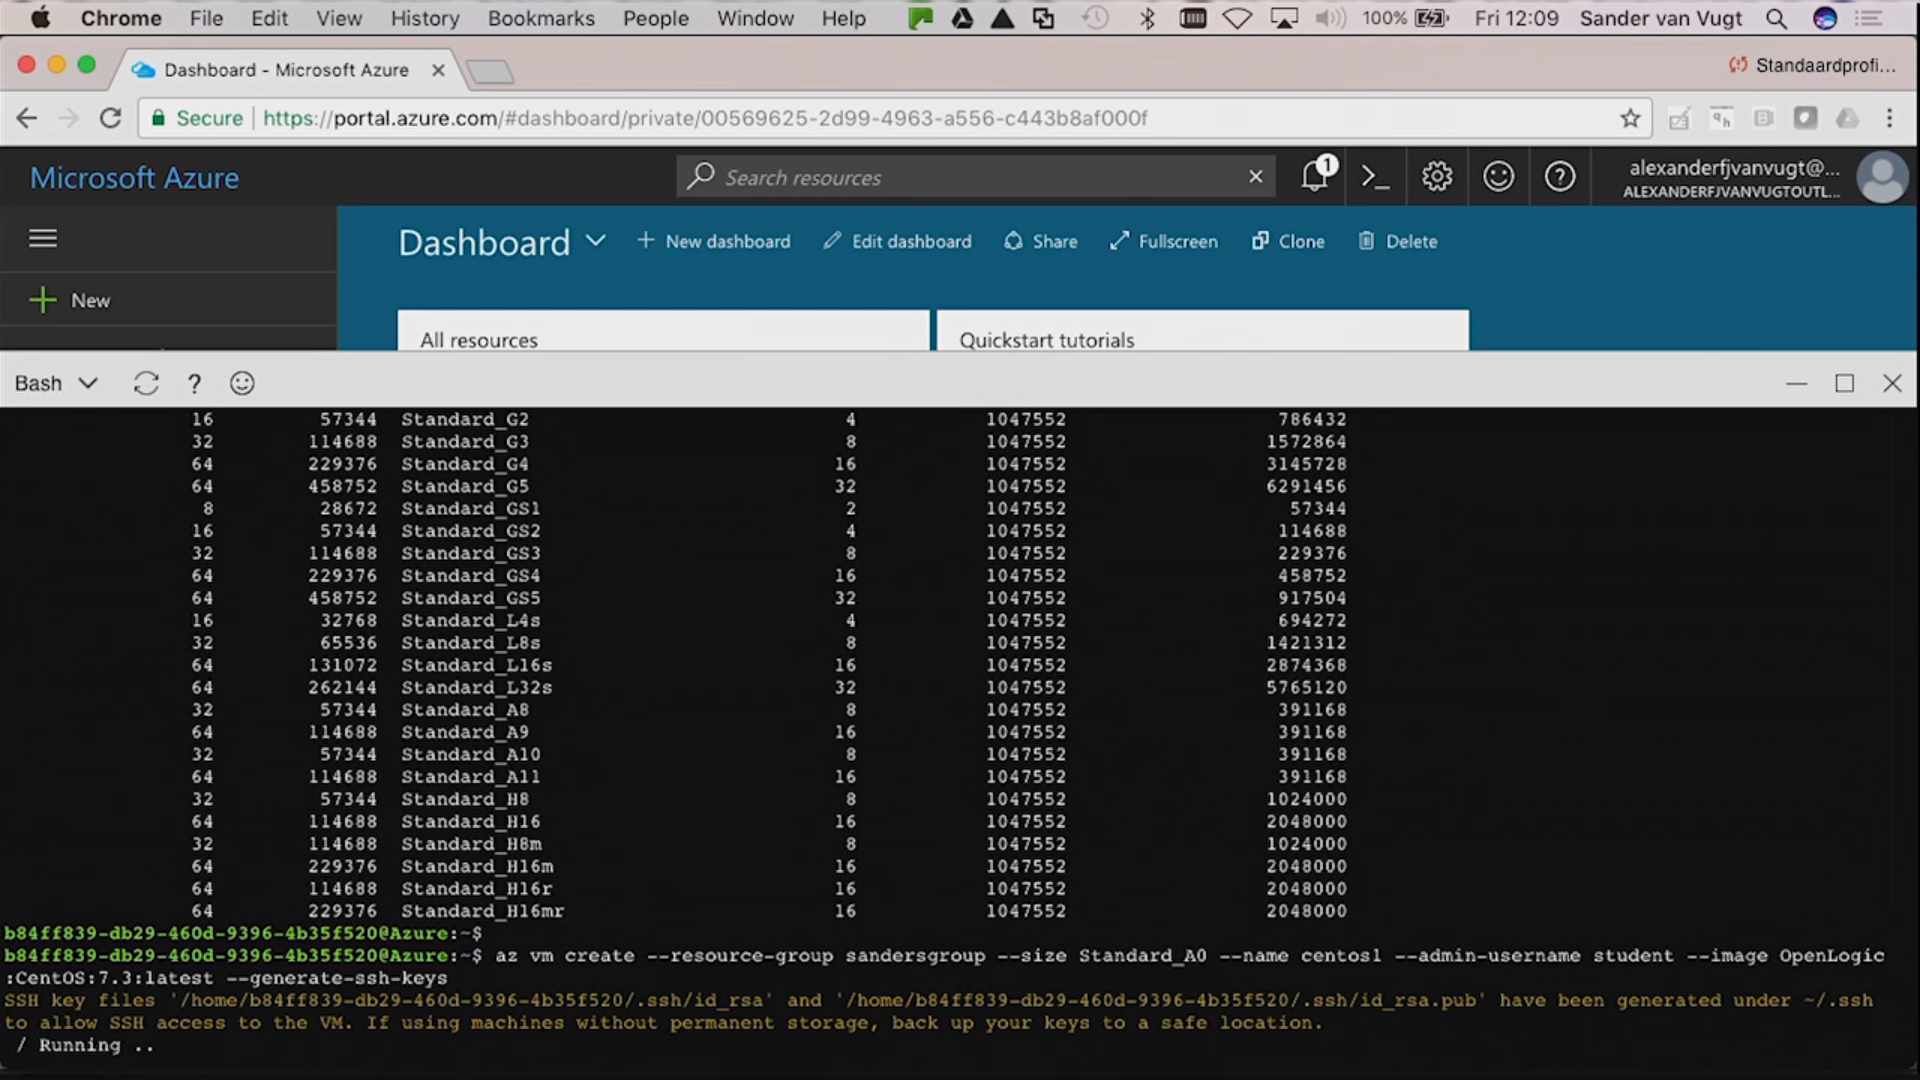 Chrome File Edit View History Bookmarks People Window Help 100% Fri 12:09 Sander van Vugt
Dashboard - Microsoft Azure
Standaardprofi...
Secure https://portal.azure.com/#dashboard/private/00569625-2d99-4963-a556-c443b8af000f
Microsoft Azure
Search resources
1
alexanderfjvanvugt@...
ALEXANDERFJVANVUGTOUTL...
Dashboard New dashboard Edit dashboard Share Fullscreen Clone Delete
New
All resources
Quickstart tutorials
Bash ?
16 57344 Standard_G2 4 1047552 786432
32 114688 Standard_G3 8 1047552 1572864
64 229376 Standard_G4 16 1047552 3145728
64 458752 Standard_G5 32 1047552 6291456
8 28672 Standard_GS1 2 1047552 57344
16 57344 Standard_GS2 4 1047552 114688
32 114688 Standard_GS3 8 1047552 229376
64 229376 Standard_GS4 16 1047552 458752
64 458752 Standard_GS5 32 1047552 917504
16 32768 Standard_L4s 4 1047552 694272
32 65536 Standard_L8s 8 1047552 1421312
64 131072 Standard_L16s 16 1047552 2874368
64 262144 Standard_L32s 32 1047552 5765120
32 57344 Standard_A8 8 1047552 391168
64 114688 Standard_A9 16 1047552 391168
32 57344 Standard_A10 8 1047552 391168
64 114688 Standard_A11 16 1047552 391168
32 57344 Standard_H8 8 1047552 1024000
64 114688 Standard_H16 16 1047552 2048000
32 114688 Standard_H8m 8 1047552 1024000
64 229376 Standard_H16m 16 1047552 2048000
64 114688 Standard_H16r 16 1047552 2048000
64 229376 Standard_H16mr 16 1047552 2048000
b84ff839-db29-460d-9396-4b35f520@Azure:~$
b84ff839-db29-460d-9396-4b35f520@Azure:~$ az vm create --resource-group sandersgroup --size Standard_A0 --name centos1 --admin-username student --image OpenLogic
:CentOS:7.3:latest --generate-ssh-keys
SSH key files '/home/b84ff839-db29-460d-9396-4b35f520/.ssh/id_rsa' and '/home/b84ff839-db29-460d-9396-4b35f520/.ssh/id_rsa.pub' have been generated under ~/.ssh
to allow SSH access to the VM. If using machines without permanent storage, back up your keys to a safe location.
/ Running ..